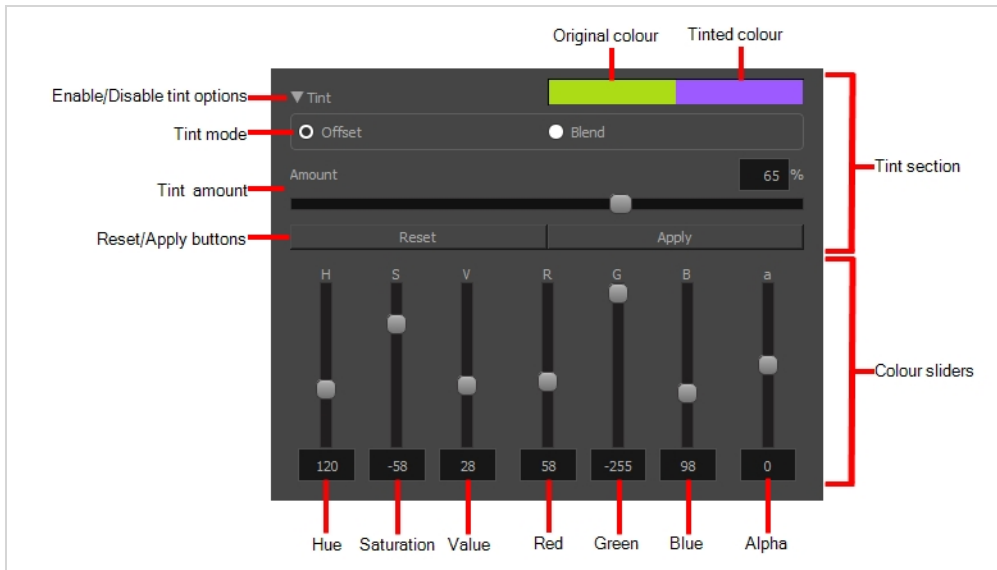 Original colour
Tinted colour
Enable/Disable tint options
Tint
Tint mode
Offset
Blend
Tint section
Tint amount
Amount
65 %
Reset/Apply buttons
Reset
Apply
H S V R G B a
Colour sliders
120 -58 28 58 -255 98 0
Hue Saturation Value Red Green Blue Alpha